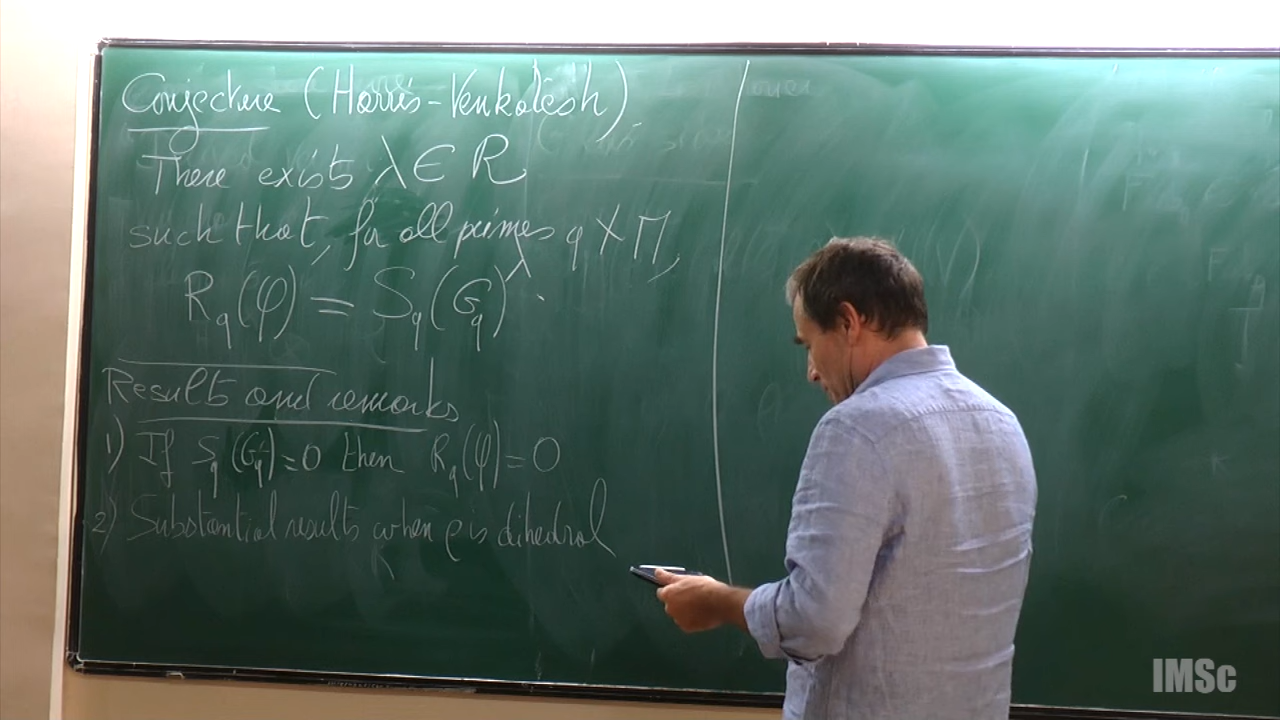 Conjecture (Harris-Venkatesh)
There exists λ ∈ R
such that, for all primes q ∤ M,
R_q(φ) = S_q(G_q)^λ.
Results and remarks
1) If S_q(G_q)=0 then R_q(φ)=0
2) Substantial results when ρ is dihedral
IMSc